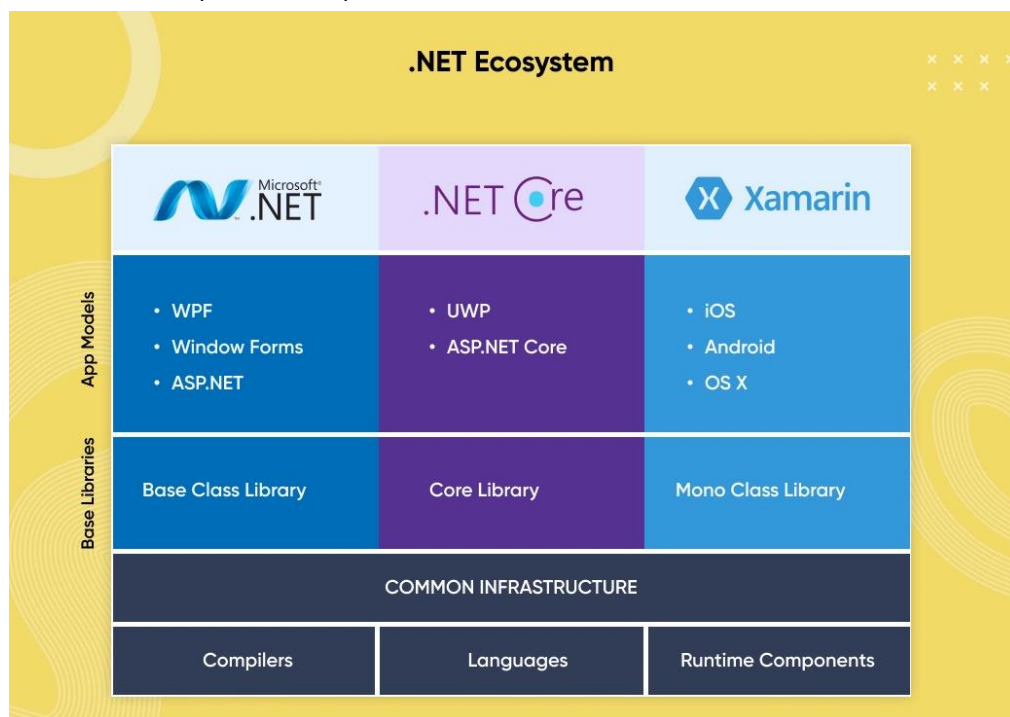 .NET Ecosystem
Microsoft®
.NET
.NET Core
X Xamarin
App Models
• WPF
• Window Forms
• ASP.NET
• UWP
• ASP.NET Core
• iOS
• Android
• OS X
Base Libraries
Base Class Library
Core Library
Mono Class Library
COMMON INFRASTRUCTURE
Compilers
Languages
Runtime Components